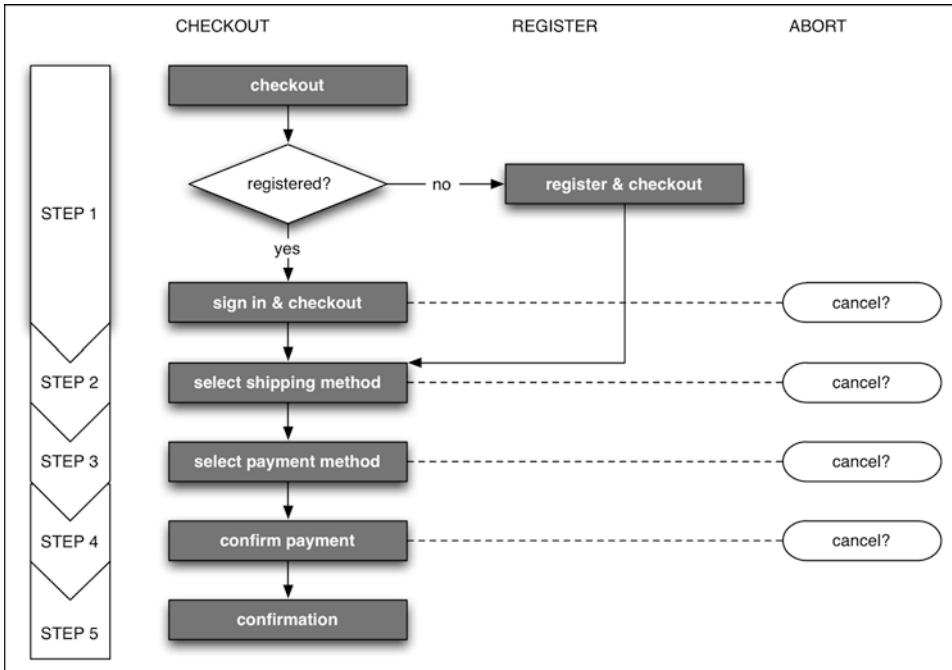 CHECKOUT REGISTER ABORT
checkout
registered? no register & checkout
STEP 1
yes
sign in & checkout cancel?
STEP 2 select shipping method cancel?
STEP 3 select payment method cancel?
STEP 4 confirm payment cancel?
confirmation
STEP 5